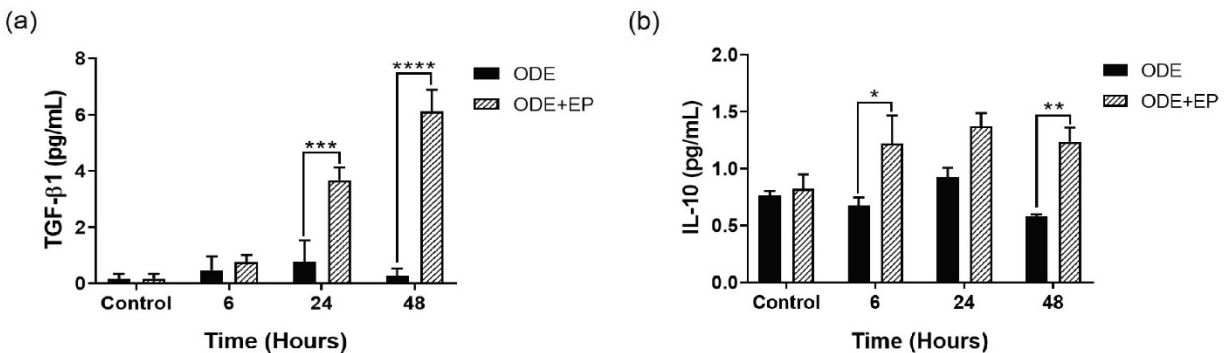 (a)
TGF-β1 (pg/mL)
8
6
4
2
0
***
****
Control
6
24
48
Time (Hours)
ODE
ODE+EP
(b)
IL-10 (pg/mL)
2.0
1.5
1.0
0.5
0.0
*
**
Control
6
24
48
Time (Hours)
ODE
ODE+EP